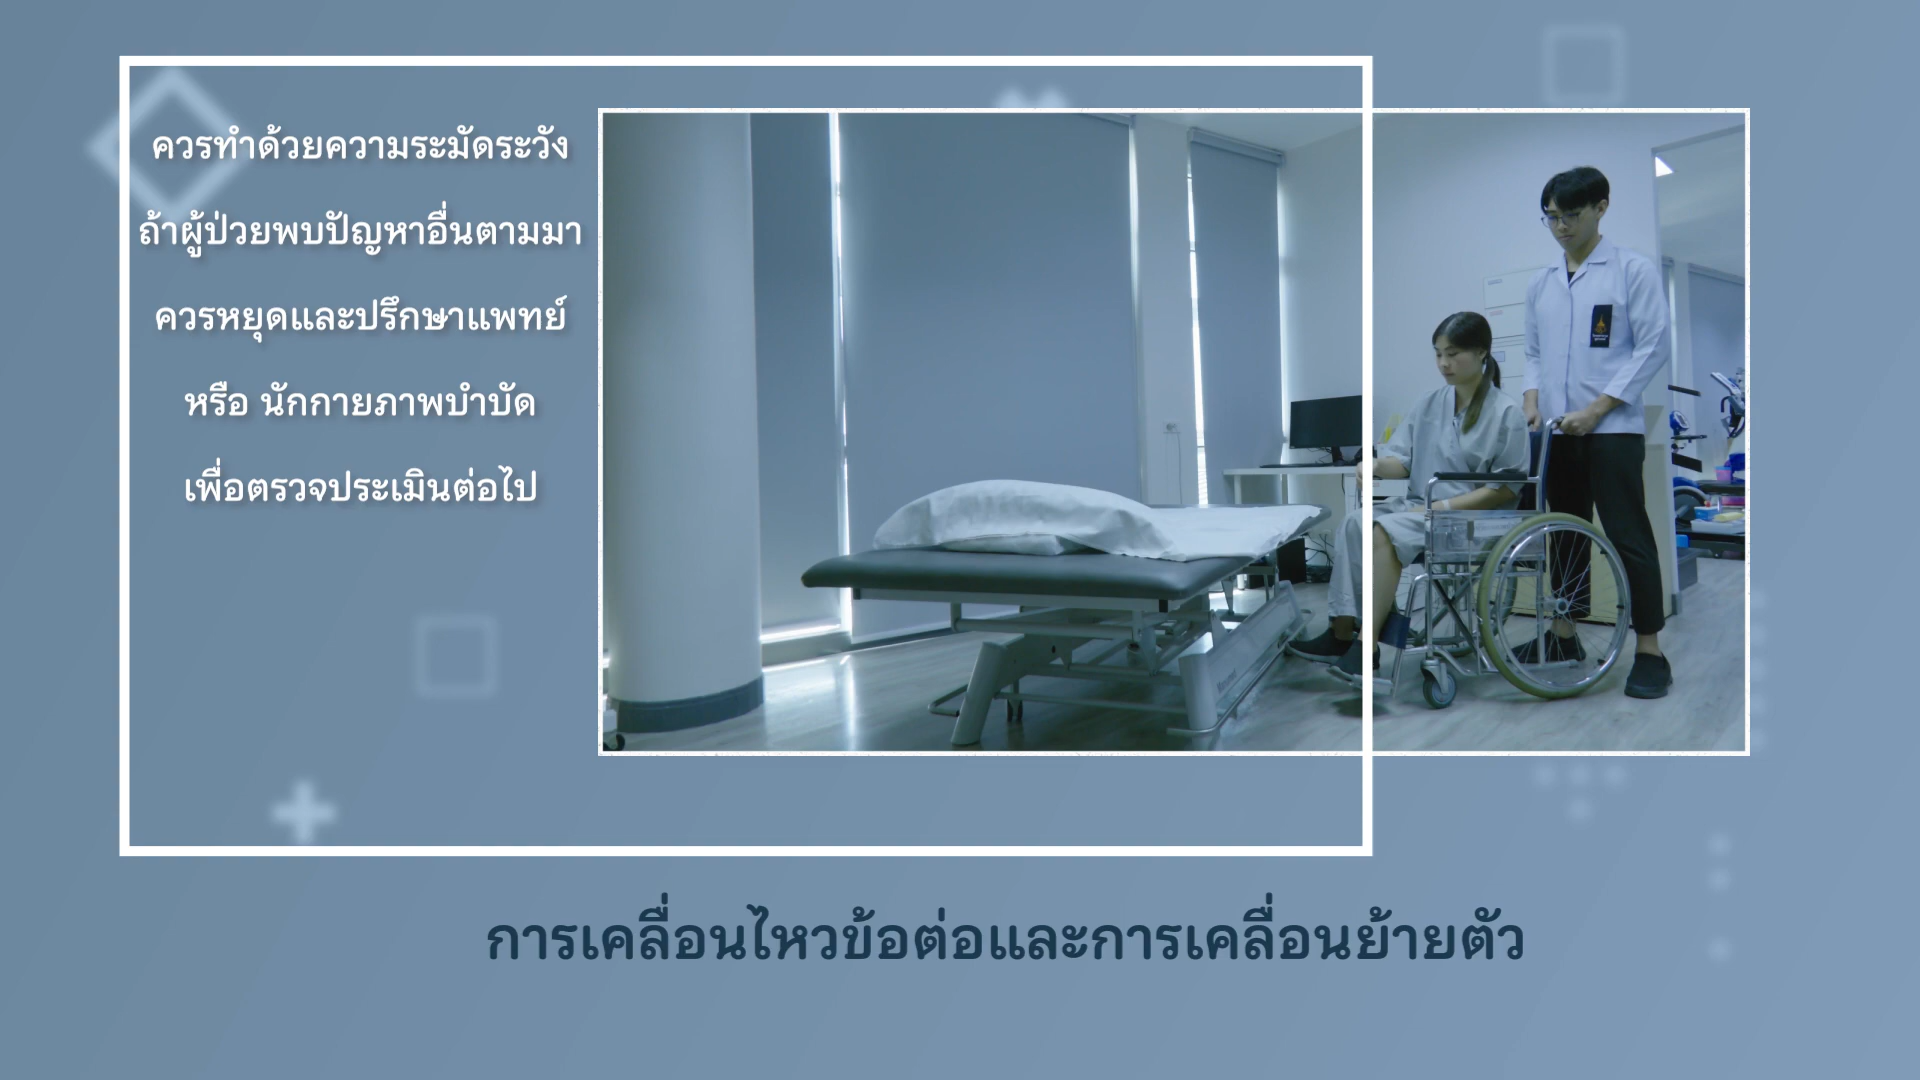 ควรทำด้วยความระมัดระวัง
ถ้าผู้ป่วยพบปัญหาอื่นตามมา
ควรหยุดและปรึกษาแพทย์
หรือ นักกายภาพบำบัด
เพื่อตรวจประเมินต่อไป
การเคลื่อนไหวข้อต่อและการเคลื่อนย้ายตัว